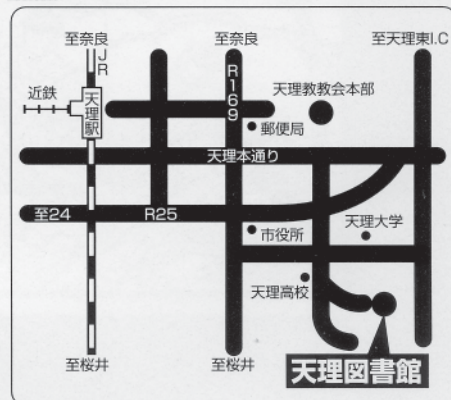 至奈良
至奈良
至天理東I.C
JR
近鉄
天理駅
R169
天理教教会本部
郵便局
天理本通り
至24
R25
市役所
天理大学
天理高校
至桜井
至桜井
天理図書館